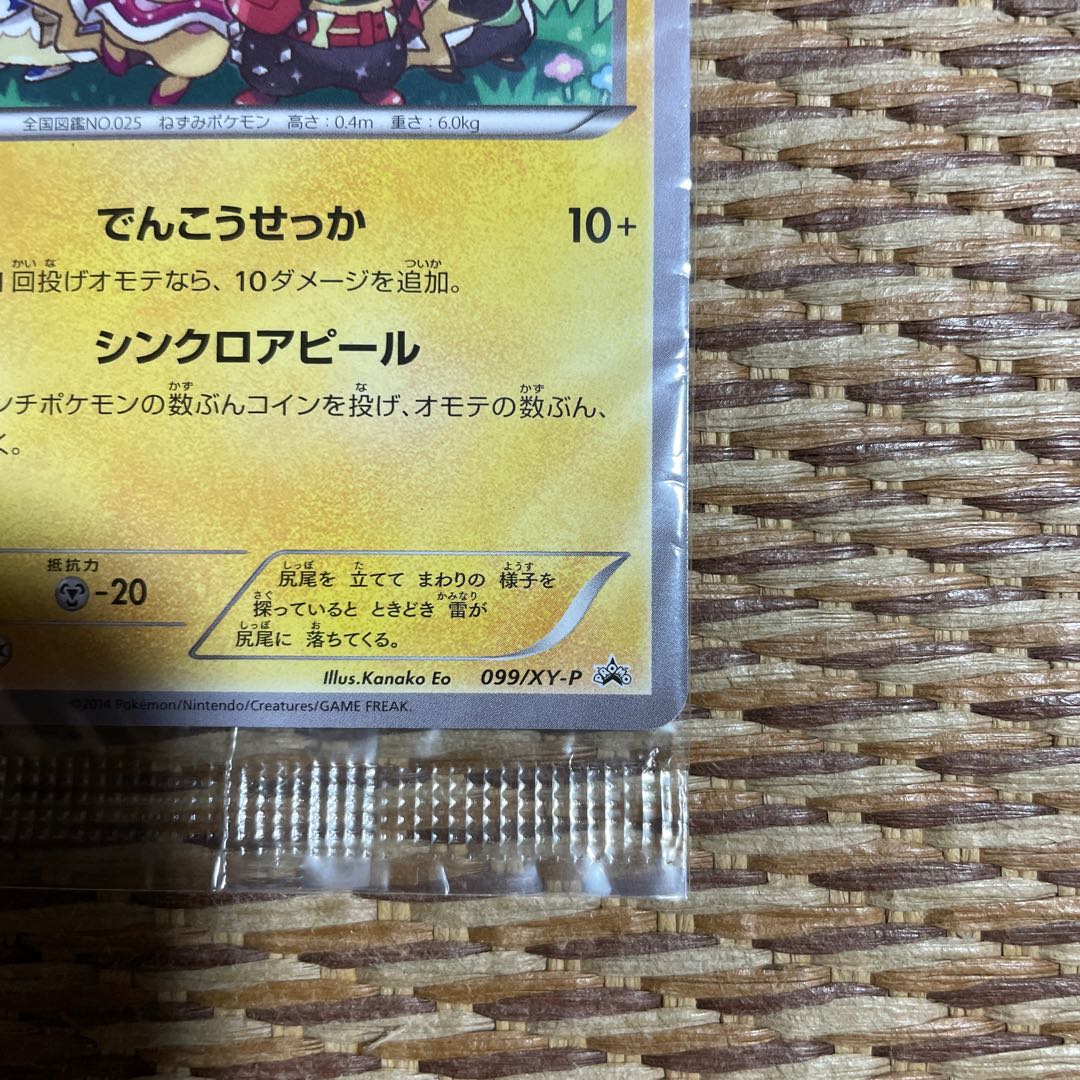 全国図鑑NO.025 ねずみポケモン 高さ:0.4m 重さ:6.0kg
でんこうせっか 10+
1回投げオモテなら、10ダメージを追加。
シンクロアピール
ンチポケモンの数ぶんコインを投げ、オモテの数ぶん、
く。
抵抗力
-20
尻尾を 立てて まわりの 様子を
探っていると ときどき 雷が
尻尾に 落ちてくる。
Illus.Kanako Eo 099/XY-P
©2014 Pokémon/Nintendo/Creatures/GAME FREAK.